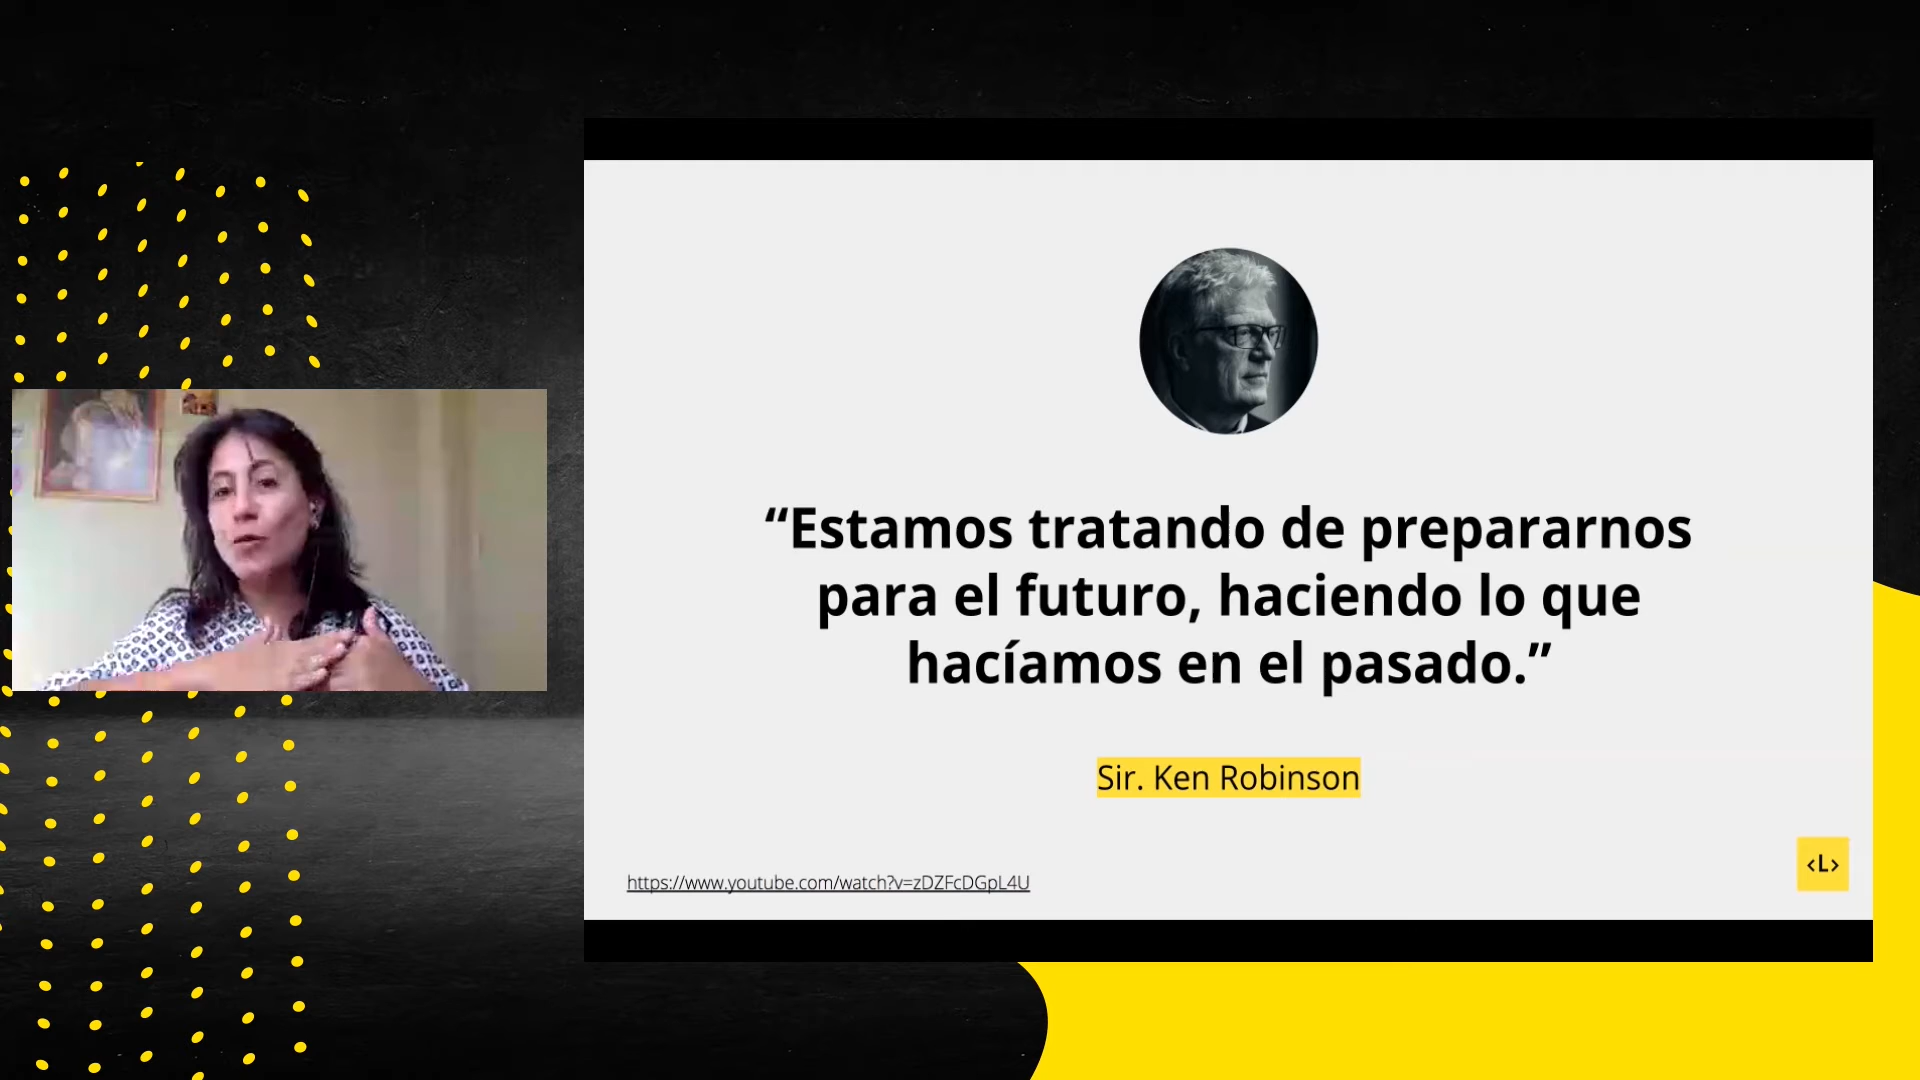 “Estamos tratando de prepararnos
para el futuro, haciendo lo que
hacíamos en el pasado.”
Sir. Ken Robinson
https://www.youtube.com/watch?v=zDZFcDGpL4U
<L>